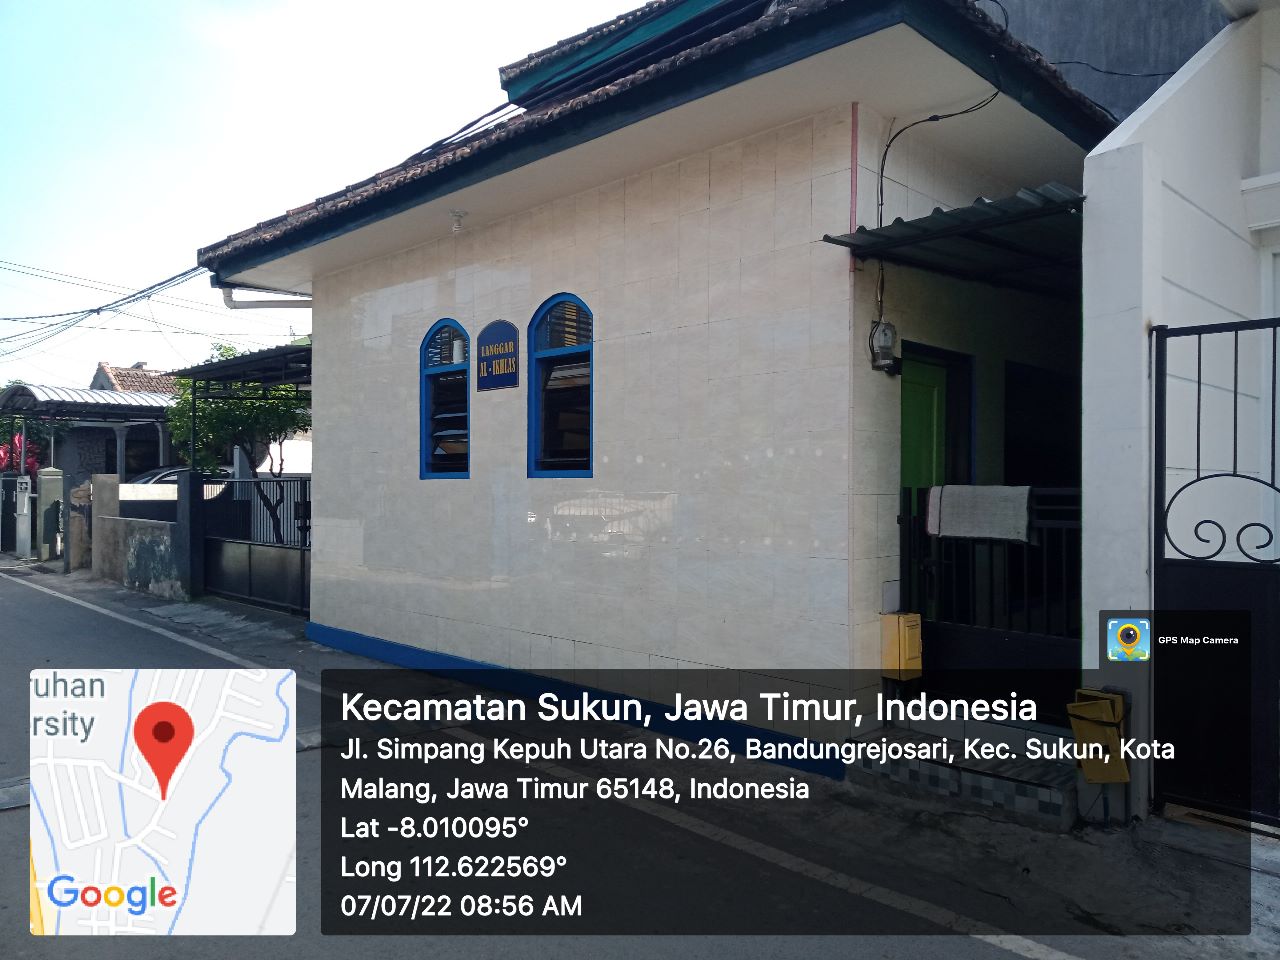 LANGGAR
AL - IKHLAS
GPS Map Camera
ruhan
rsity
Google
Kecamatan Sukun, Jawa Timur, Indonesia
Jl. Simpang Kepuh Utara No.26, Bandungrejosari, Kec. Sukun, Kota
Malang, Jawa Timur 65148, Indonesia
Lat -8.010095°
Long 112.622569°
07/07/22 08:56 AM